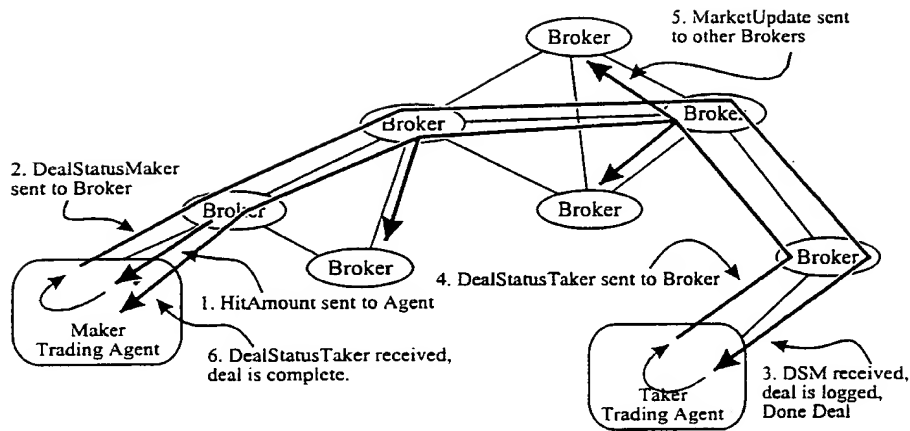 Broker
5. MarketUpdate sent
to other Brokers
Broker
Broker
2. DealStatusMaker
sent to Broker
Broker
Broker
Broker
4. DealStatusTaker sent to Broker
Broker
1. HitAmount sent to Agent
Maker
Trading Agent
6. DealStatusTaker received,
deal is complete.
3. DSM received,
deal is logged,
Done Deal
Taker
Trading Agent